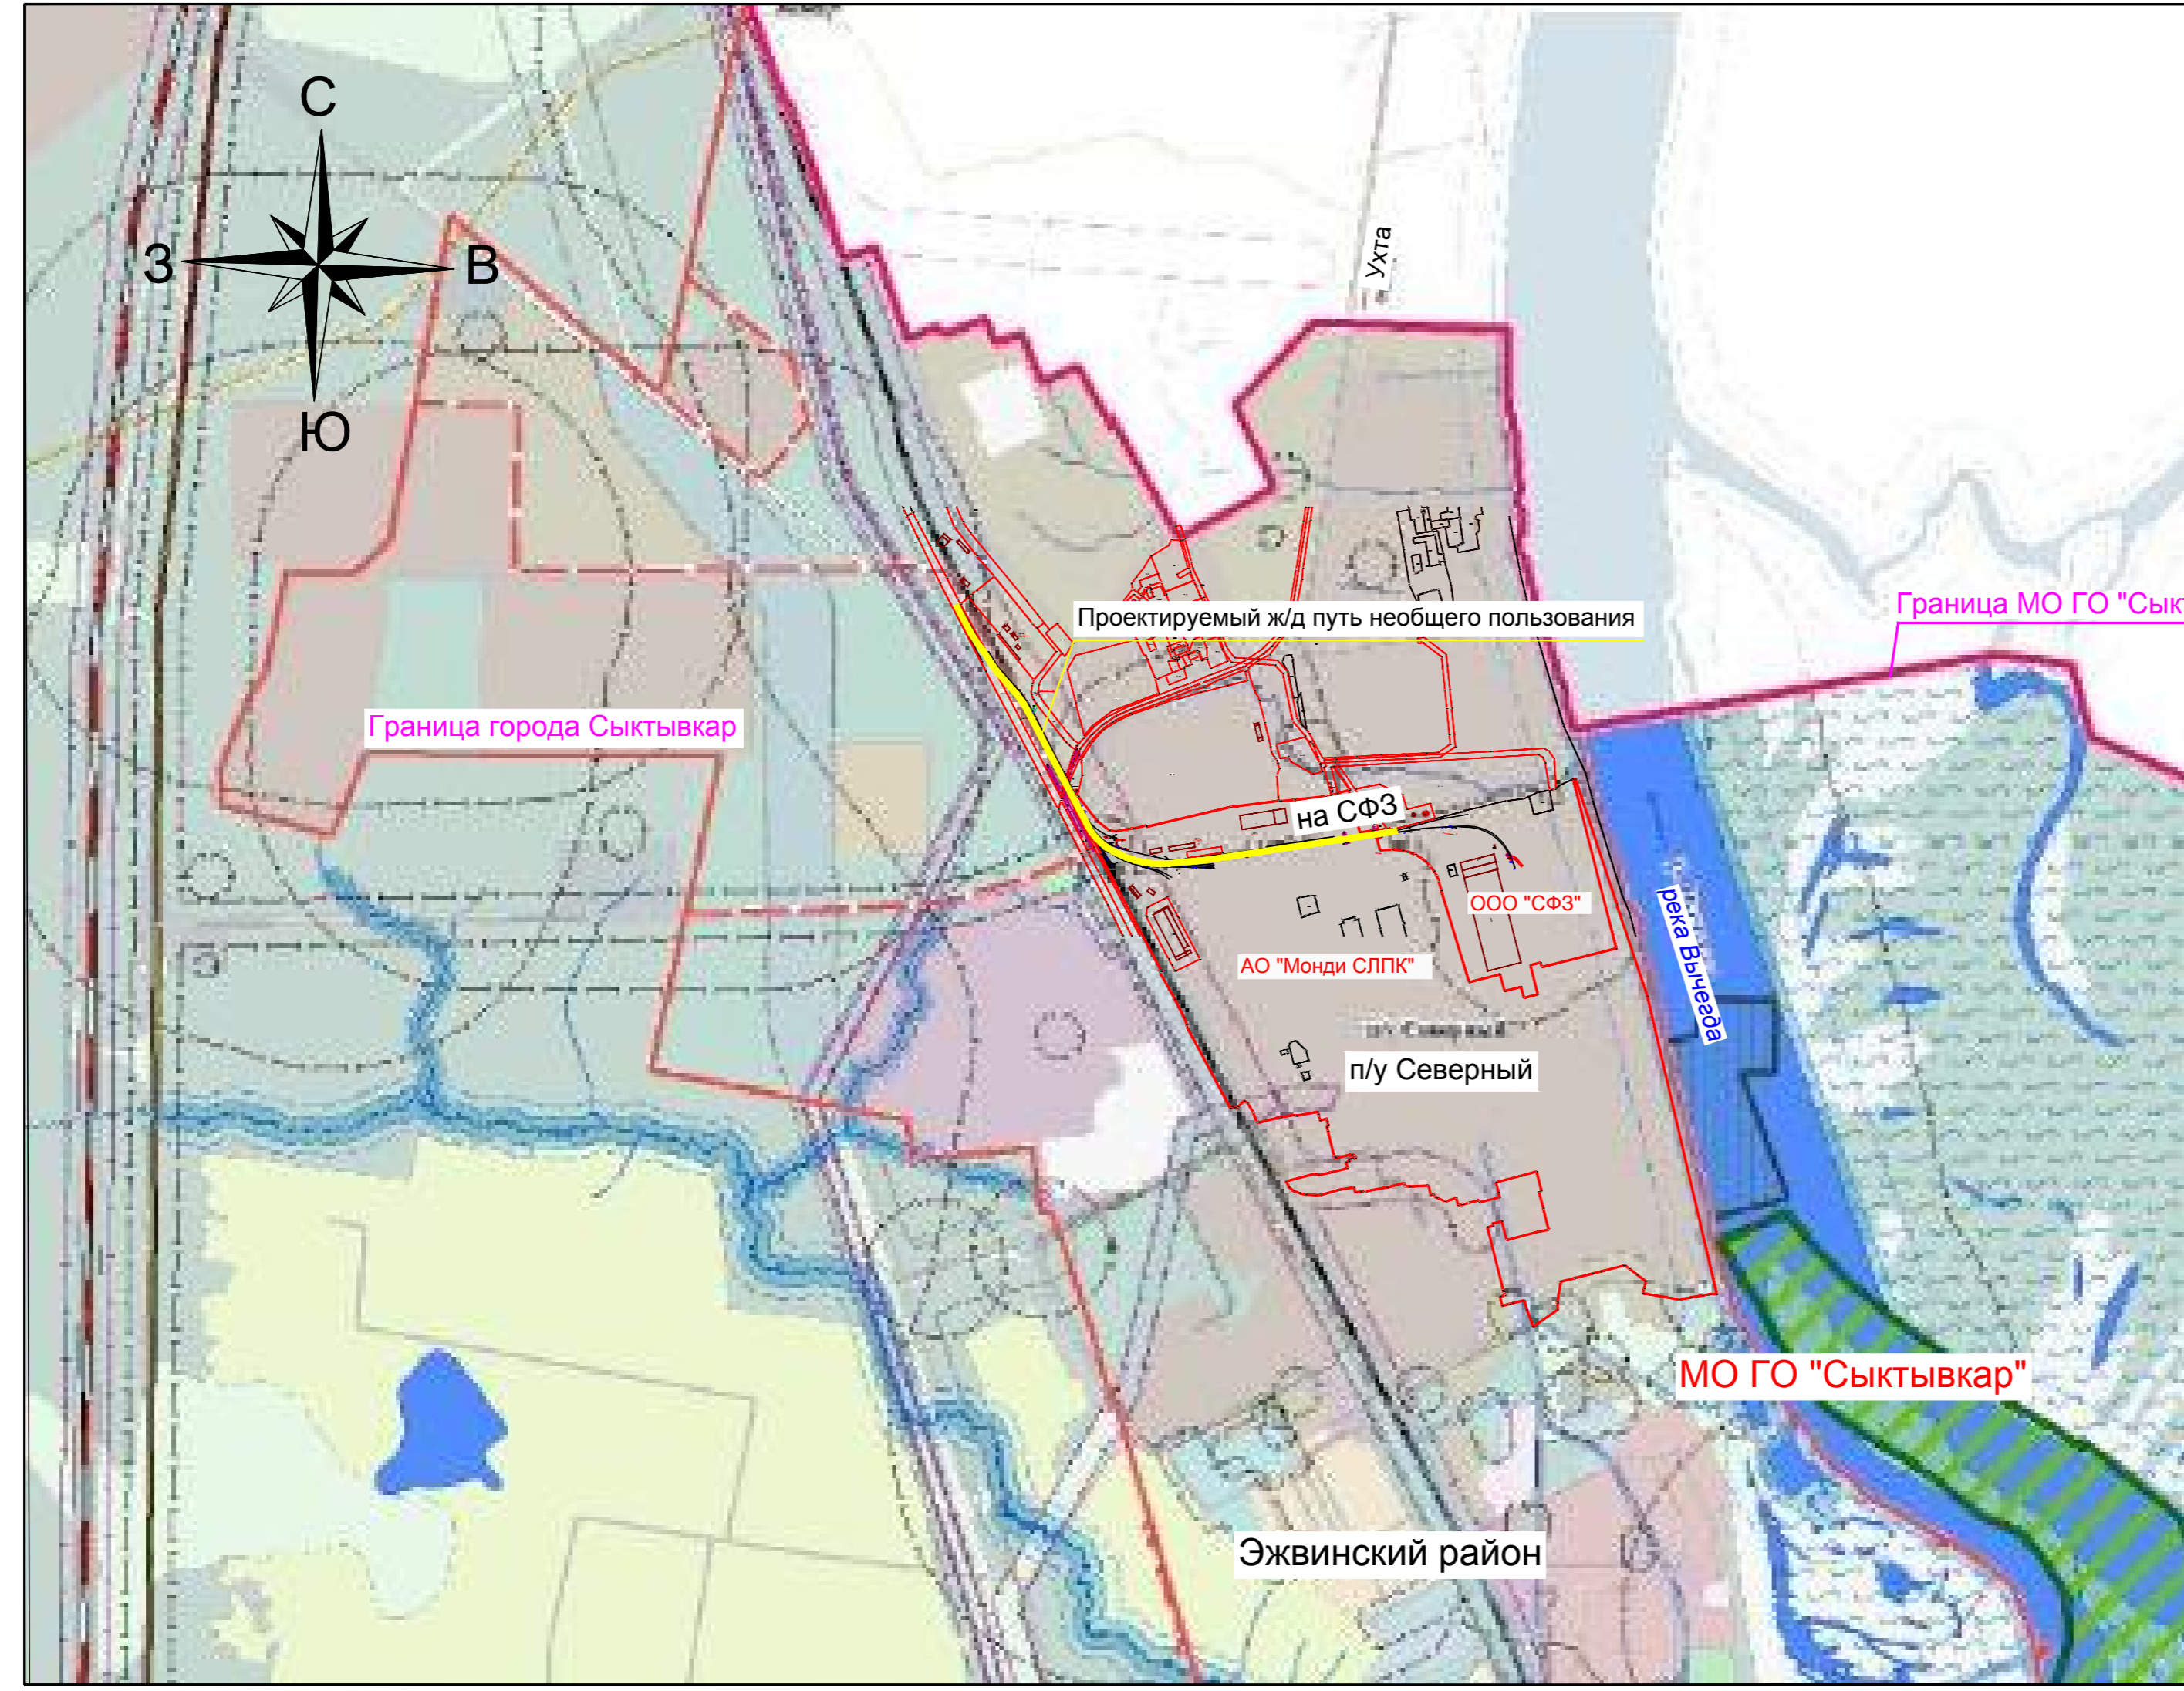 С
З
В
Ю
Ухта
Проектируемый ж/д путь необщего пользования
Граница МО ГО "Сык
Граница города Сыктывкар
на СФЗ
ООО "СФЗ"
АО "Монди СЛПК"
река Вычегда
п/у Северный
п/у Северный
МО ГО "Сыктывкар"
Эжвинский район